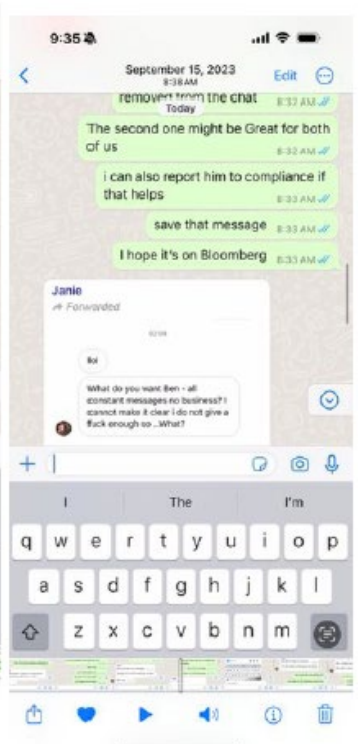 9:35
September 15, 2023
8:38 AM
Edit
removed from the chat
8:32 AM
Today
The second one might be Great for both
of us
8:32 AM
i can also report him to compliance if
that helps
8:33 AM
save that message
8:33 AM
I hope it's on Bloomberg
8:33 AM
Janie
Forwarded
lol
What do you want Ben - all
constant messages no business? I
cannot make it clear i do not give a
fuck enough so ...What?
I
The
I'm
q w e r t y u i o p
a s d f g h j k l
z x c v b n m